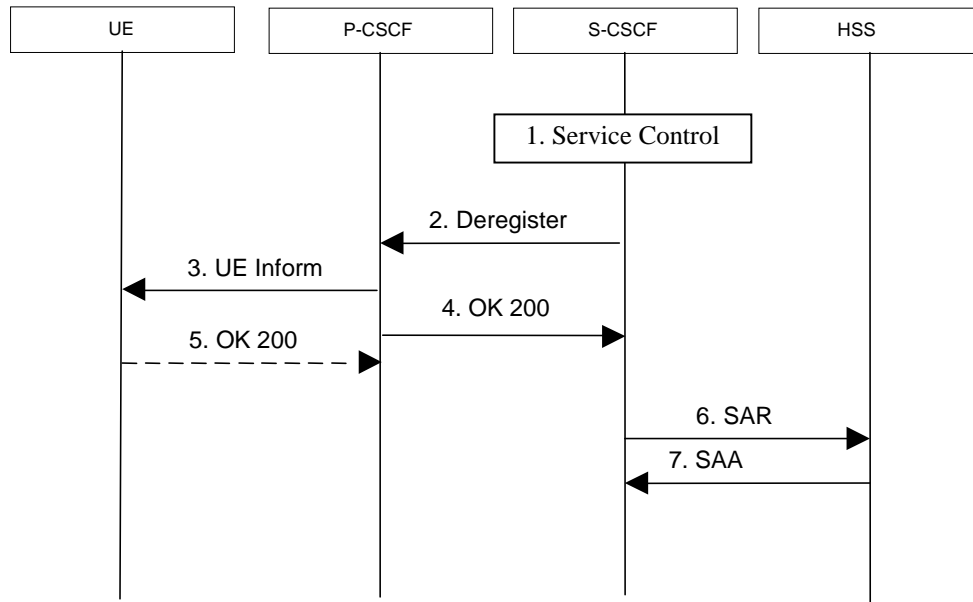 UE
P-CSCF
S-CSCF
HSS
1. Service Control
2. Deregister
3. UE Inform
4. OK 200
5. OK 200
6. SAR
7. SAA